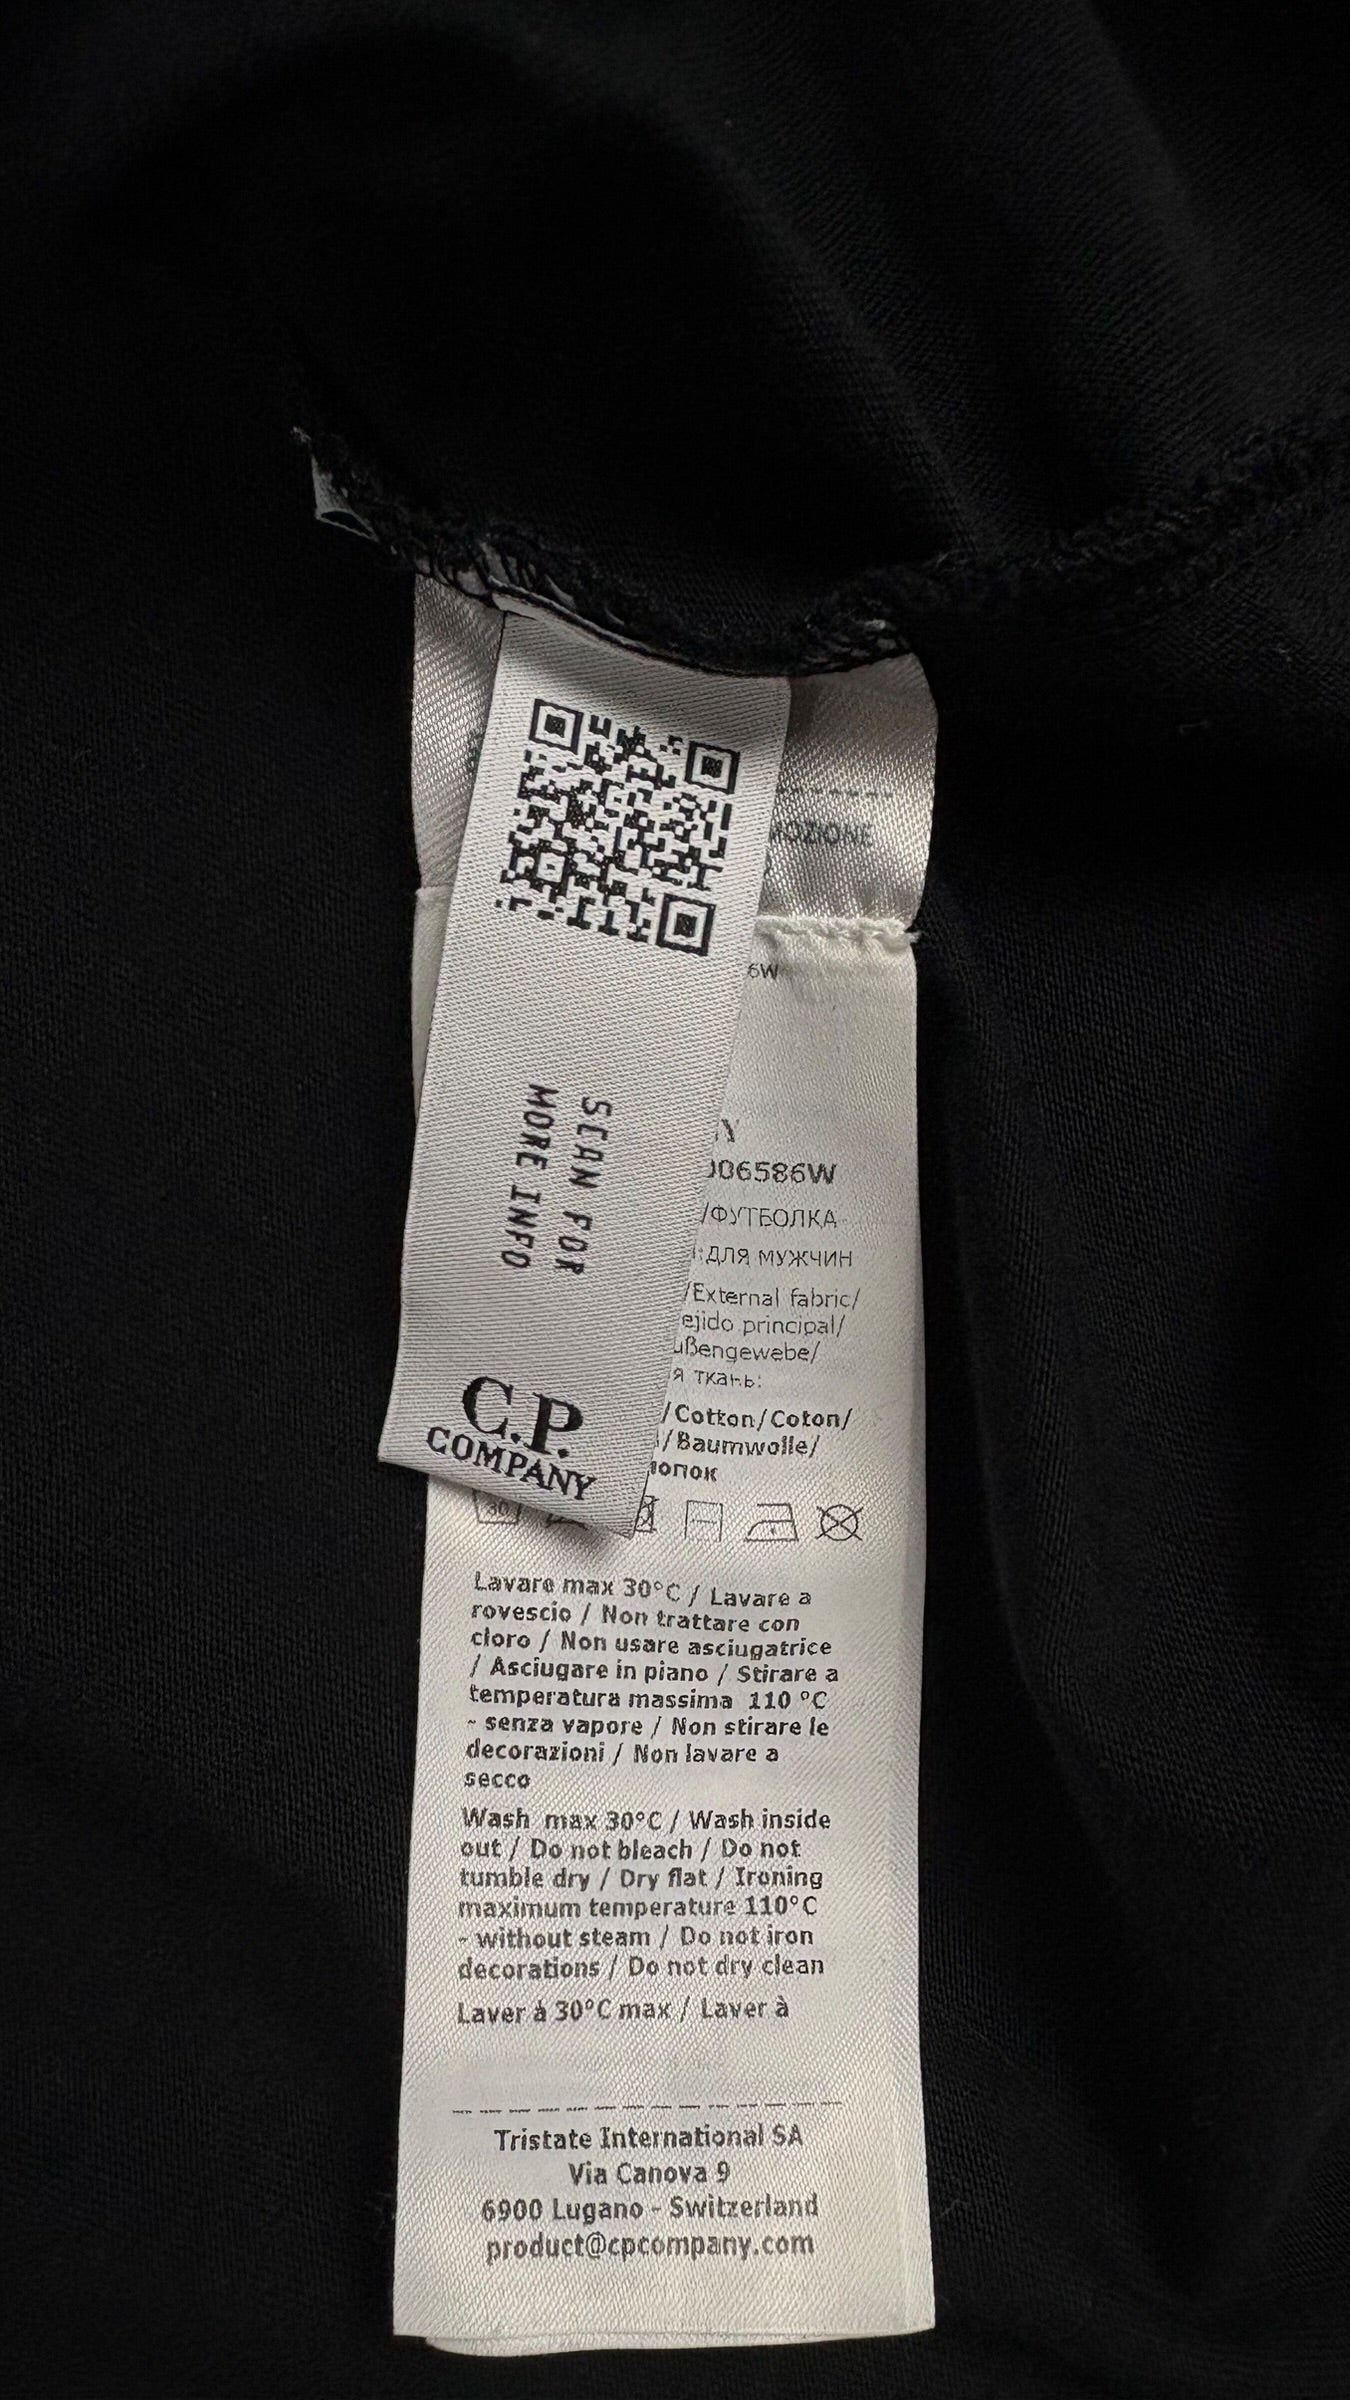 SCAN FOR
MORE INFO
C.P.
COMPANY
6W
006586W
/ФУТБОЛКА
:ДЛЯ МУЖЧИН
/External fabric/
ejido principal/
ußengewebe/
я ткань:
/Cotton/Coton/
/Baumwolle/
лопок
30
Lavare max 30°C / Lavare a
rovescio / Non trattare con
cloro / Non usare asciugatrice
/ Asciugare in piano / Stirare a
temperatura massima 110 °C
- senza vapore / Non stirare le
decorazioni / Non lavare a
secco
Wash max 30°C / Wash inside
out / Do not bleach / Do not
tumble dry / Dry flat / Ironing
maximum temperature 110°C
- without steam / Do not iron
decorations / Do not dry clean
Laver à 30°C max / Laver à
Tristate International SA
Via Canova 9
6900 Lugano - Switzerland
product@cpcompany.com